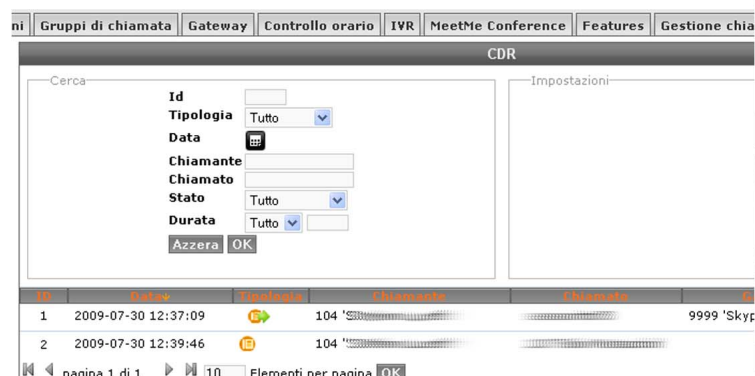 ni Gruppi di chiamata Gateway Controllo orario IVR MeetMe Conference Features Gestione chia
CDR
Cerca
Impostazioni
Id
Tipologia Tutto
Data
Chiamante
Chiamato
Stato Tutto
Durata Tutto
Azzera OK
ID Data Tipologia Chiamante Chiamato
1 2009-07-30 12:37:09 104 'S 9999 'Skyp
2 2009-07-30 12:39:46 104 '
pagina 1 di 1 10 Elementi per pagina OK